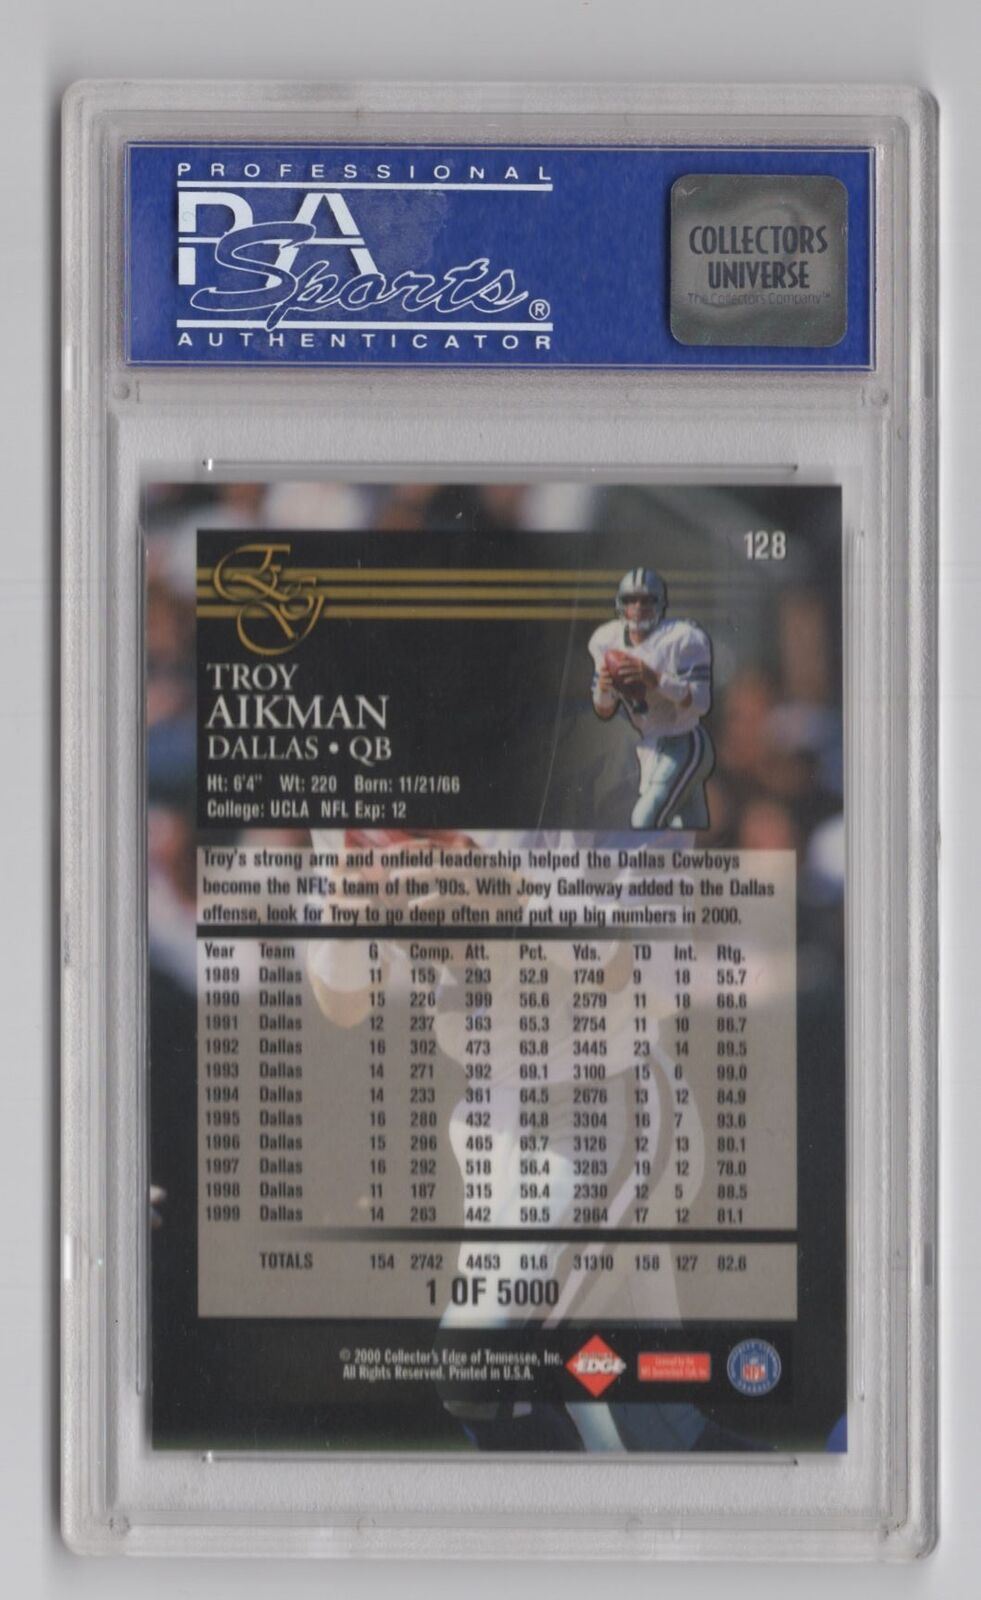 PROFESSIONAL
PSA
Sports®
AUTHENTICATOR
COLLECTORS
UNIVERSE
The Collectors Company™
128
TROY
AIKMAN
DALLAS • QB
Ht: 6'4" Wt: 220 Born: 11/21/66
College: UCLA NFL Exp: 12
Troy's strong arm and onfield leadership helped the Dallas Cowboys
become the NFL's team of the '90s. With Joey Galloway added to the Dallas
offense, look for Troy to go deep often and put up big numbers in 2000.
Year Team G Comp. Att. Pct. Yds. TD Int. Rtg.
1989 Dallas 11 155 293 52.9 1749 9 18 55.7
1990 Dallas 15 226 399 56.6 2579 11 18 66.6
1991 Dallas 12 237 363 65.3 2754 11 10 86.7
1992 Dallas 16 302 473 63.8 3445 23 14 89.5
1993 Dallas 14 271 392 69.1 3100 15 6 99.0
1994 Dallas 14 233 361 64.5 2676 13 12 84.9
1995 Dallas 16 280 432 64.8 3304 16 7 93.6
1996 Dallas 15 296 465 63.7 3126 12 13 80.1
1997 Dallas 16 292 518 56.4 3283 19 12 78.0
1998 Dallas 11 187 315 59.4 2330 12 5 88.5
1999 Dallas 14 263 442 59.5 2964 17 12 81.1
TOTALS 154 2742 4453 61.6 31310 158 127 82.6
1 OF 5000
© 2000 Collector's Edge of Tennessee, Inc.
All Rights Reserved. Printed in U.S.A.
EDGE
NFL